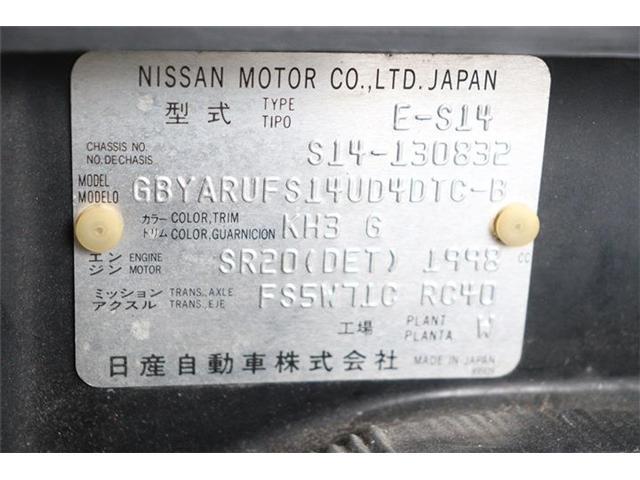 NISSAN MOTOR CO.,LTD. JAPAN
型式 TYPE TIPO E-S14
CHASSIS NO. NO. DE CHASIS S14-130832
MODEL MODELO GBYARUFS14UD4DTC-B
カラー COLOR, TRIM KH3 G
トリム COLOR, GUARNICION
エンジン ENGINE MOTOR SR20(DET) 1998 CC
ミッション TRANS., AXLE FS5W71C RC40
アクスル TRANS., EJE
工場 PLANT PLANTA W
日産自動車株式会社 MADE IN JAPAN